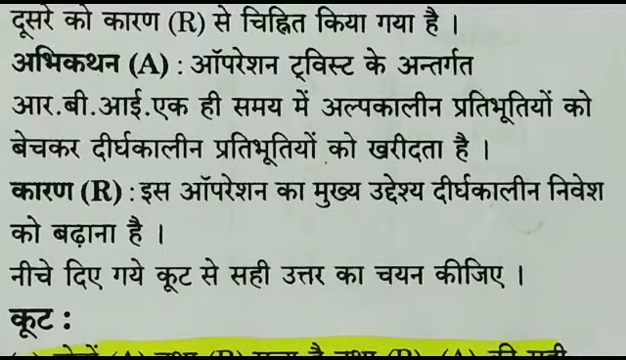 दूसरे को कारण (R) से चिह्नित किया गया है ।
अभिकथन (A) : ऑपरेशन ट्विस्ट के अन्तर्गत
आर.बी.आई.एक ही समय में अल्पकालीन प्रतिभूतियों को
बेचकर दीर्घकालीन प्रतिभूतियों को खरीदता है ।
कारण (R) : इस ऑपरेशन का मुख्य उद्देश्य दीर्घकालीन निवेश
को बढ़ाना है ।
नीचे दिए गये कूट से सही उत्तर का चयन कीजिए ।
कूट :